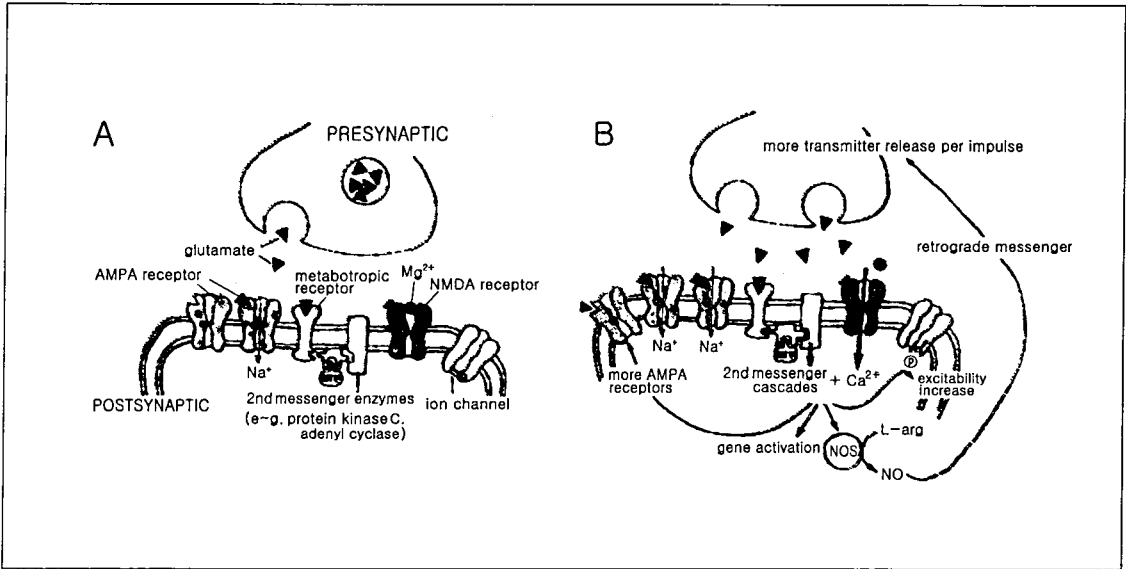 A
PRESYNAPTIC
glutamate
AMPA receptor
metabotropic
receptor
Mg2+
NMDA receptor
Na+
POSTSYNAPTIC
2nd messenger enzymes
(e-g. protein kinase C.
adenyl cyclase)
ion channel
B
more transmitter release per impulse
retrograde messenger
Na+
Na+
more AMPA
receptors
2nd messenger
cascades
+ Ca2+
P
excitability
increase
gene activation
NOS
L-arg
NO